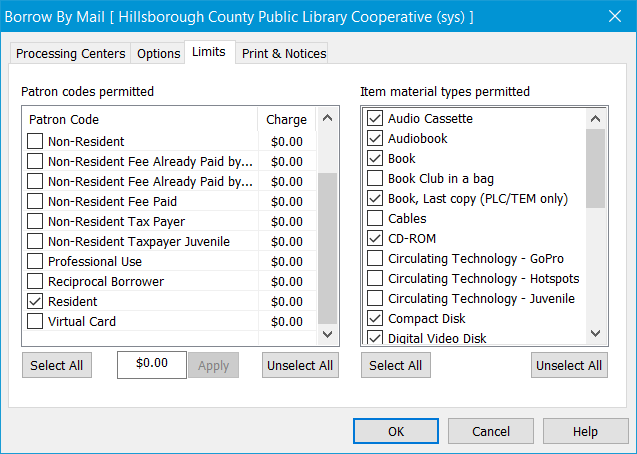 Borrow By Mail [ Hillsborough County Public Library Cooperative (sys) ]
Processing Centers Options Limits Print & Notices
Patron codes permitted
Patron Code Charge
Non-Resident $0.00
Non-Resident Fee Already Paid by... $0.00
Non-Resident Fee Already Paid by... $0.00
Non-Resident Fee Paid $0.00
Non-Resident Tax Payer $0.00
Non-Resident Taxpayer Juvenile $0.00
Professional Use $0.00
Reciprocal Borrower $0.00
Resident $0.00
Virtual Card $0.00
Select All $0.00 Apply Unselect All
Item material types permitted
Audio Cassette
Audiobook
Book
Book Club in a bag
Book, Last copy (PLC/TEM only)
Cables
CD-ROM
Circulating Technology - GoPro
Circulating Technology - Hotspots
Circulating Technology - Juvenile
Compact Disk
Digital Video Disk
Select All Unselect All
OK Cancel Help